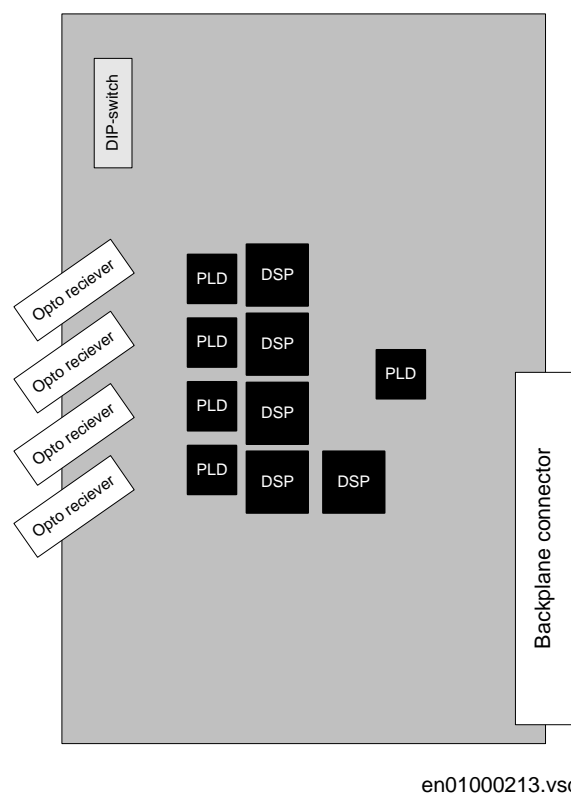 DIP-switch
Opto reciever
PLD
DSP
Opto reciever
PLD
DSP
PLD
Opto reciever
PLD
DSP
Opto reciever
PLD
DSP
DSP
Backplane connector
en01000213.vsd